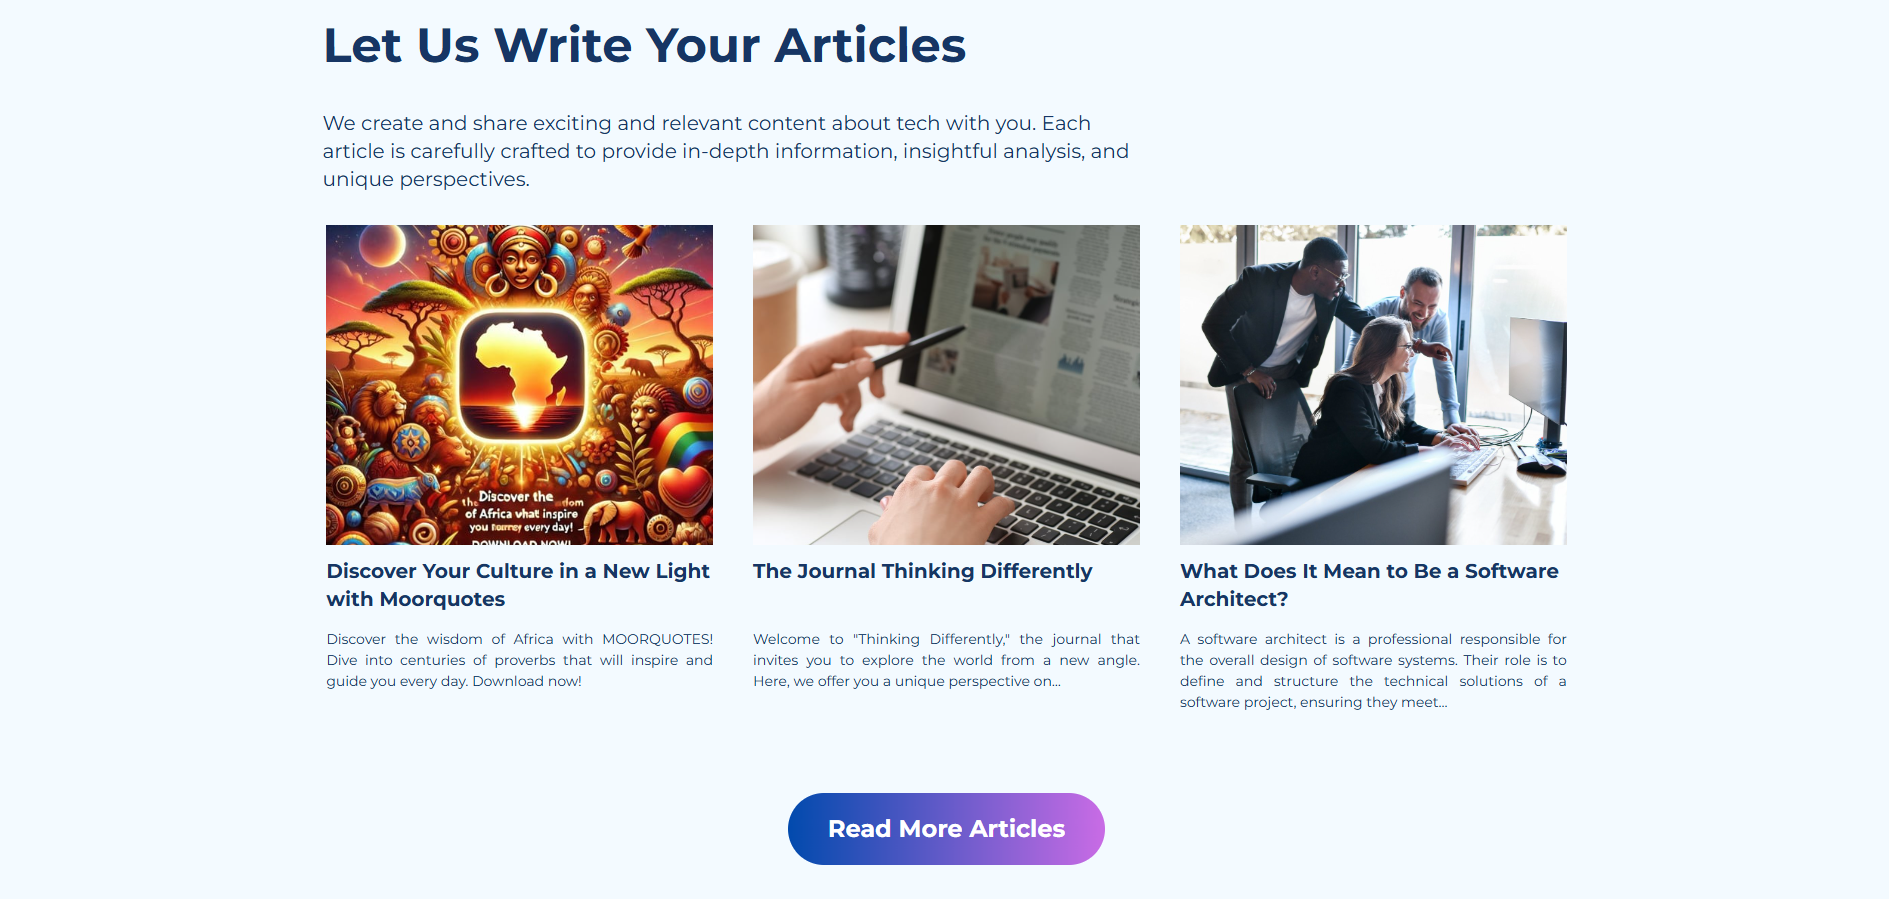 Let Us Write Your Articles
We create and share exciting and relevant content about tech with you. Each
article is carefully crafted to provide in-depth information, insightful analysis, and
unique perspectives.
Discover the
the
of Africa what inspire
you every day!
DOWNLOAD NOW!
Discover Your Culture in a New Light
with Moorquotes
Discover the wisdom of Africa with MOORQUOTES!
Dive into centuries of proverbs that will inspire and
guide you every day. Download now!
The Journal Thinking Differently
Welcome to "Thinking Differently," the journal that
invites you to explore the world from a new angle.
Here, we offer you a unique perspective on...
What Does It Mean to Be a Software
Architect?
A software architect is a professional responsible for
the overall design of software systems. Their role is to
define and structure the technical solutions of a
software project, ensuring they meet...
Read More Articles